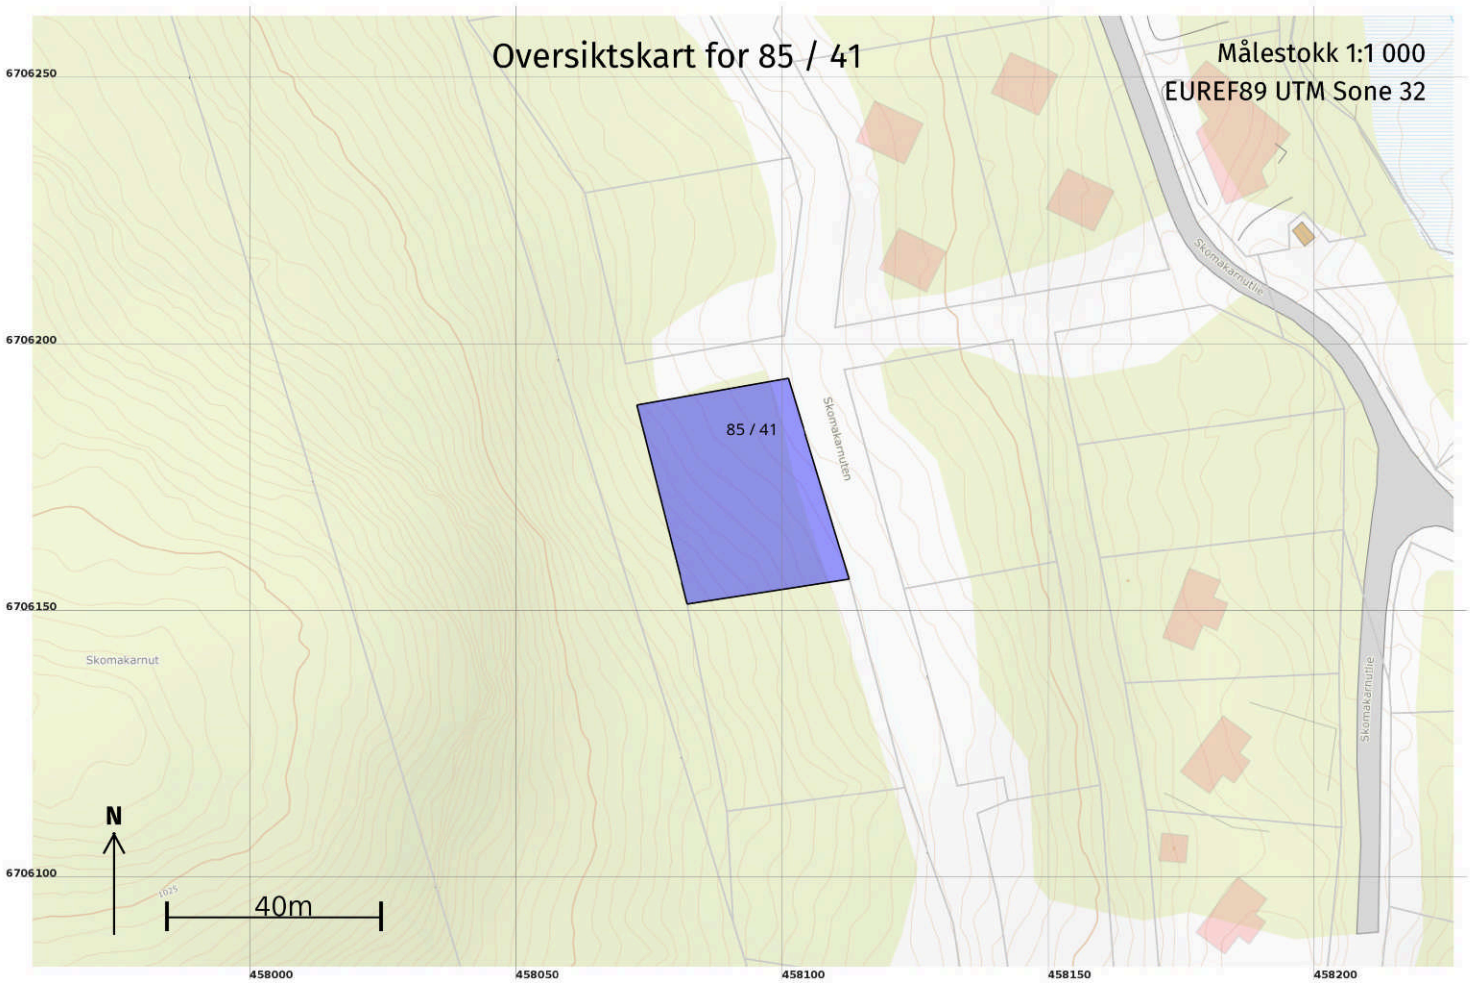 Oversiktskart for 85 / 41
Målestokk 1:1 000
EUREF89 UTM Sone 32
6706250
Skomakarnutlie
6706200
85 / 41
Skomakarnuten
6706150
Skomakarnut
Skomakarnutlie
N
6706100
1025
40m
458000
458050
458100
458150
458200